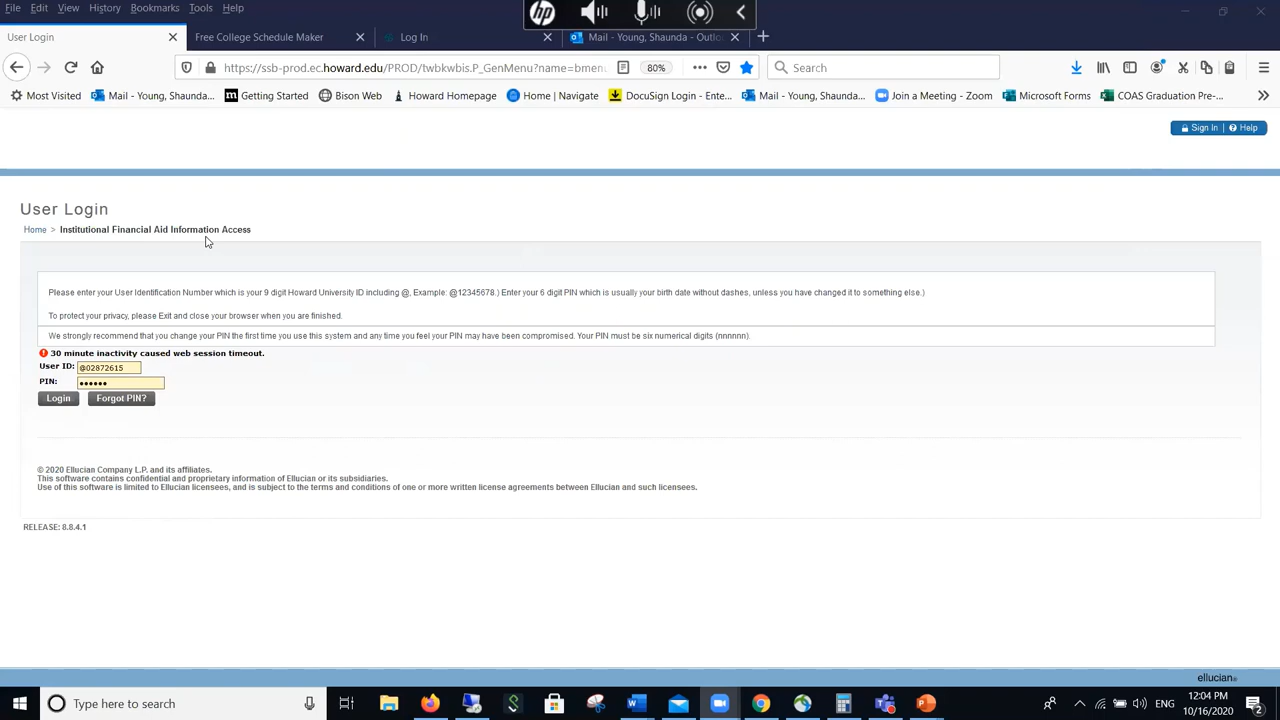 File Edit View History Bookmarks Tools Help
hp
User Login Free College Schedule Maker Log In Mail - Young, Shaunda - Outlo
https://ssb-prod.ec.howard.edu/PROD/twbkwbis.P_GenMenu?name=bmenu 80% Search
Most Visited Mail - Young, Shaunda... Getting Started Bison Web Howard Homepage Home | Navigate DocuSign Login - Ente... Mail - Young, Shaunda... Join a Meeting - Zoom Microsoft Forms COAS Graduation Pre-...
Sign In | Help
User Login
Home > Institutional Financial Aid Information Access
Please enter your User Identification Number which is your 9 digit Howard University ID including @, Example: @12345678.) Enter your 6 digit PIN which is usually your birth date without dashes, unless you have changed it to something else.)
To protect your privacy, please Exit and close your browser when you are finished.
We strongly recommend that you change your PIN the first time you use this system and any time you feel your PIN may have been compromised. Your PIN must be six numerical digits (nnnnnn).
30 minute inactivity caused web session timeout.
User ID: @02872615
PIN: ••••••
Login Forgot PIN?
© 2020 Ellucian Company L.P. and its affiliates.
This software contains confidential and proprietary information of Ellucian or its subsidiaries.
Use of this software is limited to Ellucian licensees, and is subject to the terms and conditions of one or more written license agreements between Ellucian and such licensees.
RELEASE: 8.8.4.1
ellucian
Type here to search
ENG
12:04 PM
10/16/2020
2